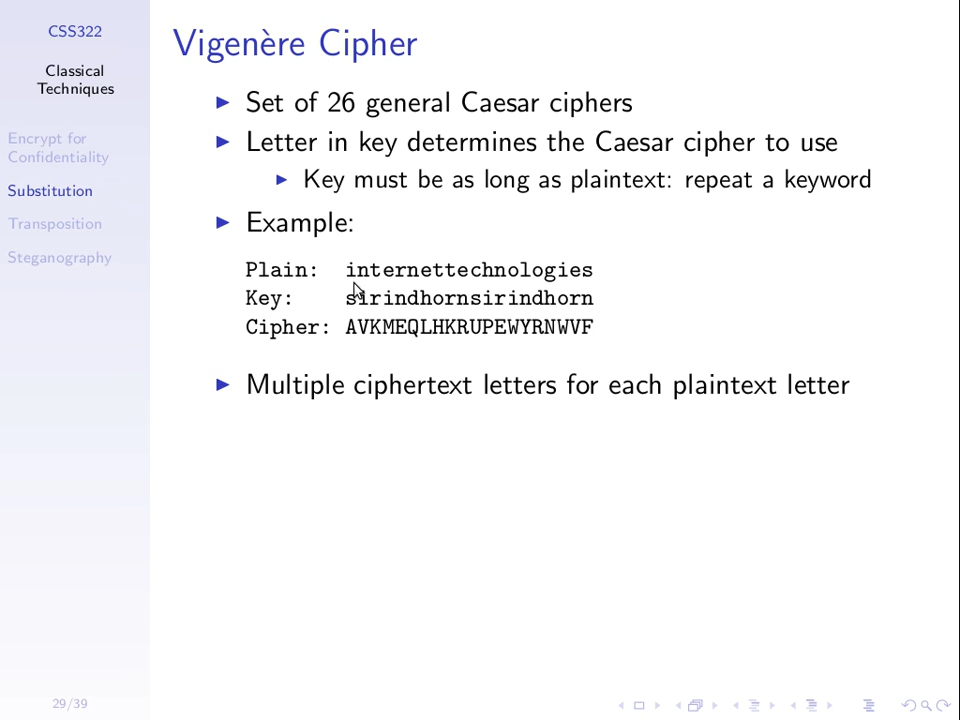 CSS322
Classical
Techniques
Encrypt for
Confidentiality
Substitution
Transposition
Steganography
29/39
Vigenère Cipher
Set of 26 general Caesar ciphers
Letter in key determines the Caesar cipher to use
Key must be as long as plaintext: repeat a keyword
Example:
Plain: internettechnologies
Key: sirindhornsirindhorn
Cipher: AVKMEQLHKRUPEWYRNWVF
Multiple ciphertext letters for each plaintext letter